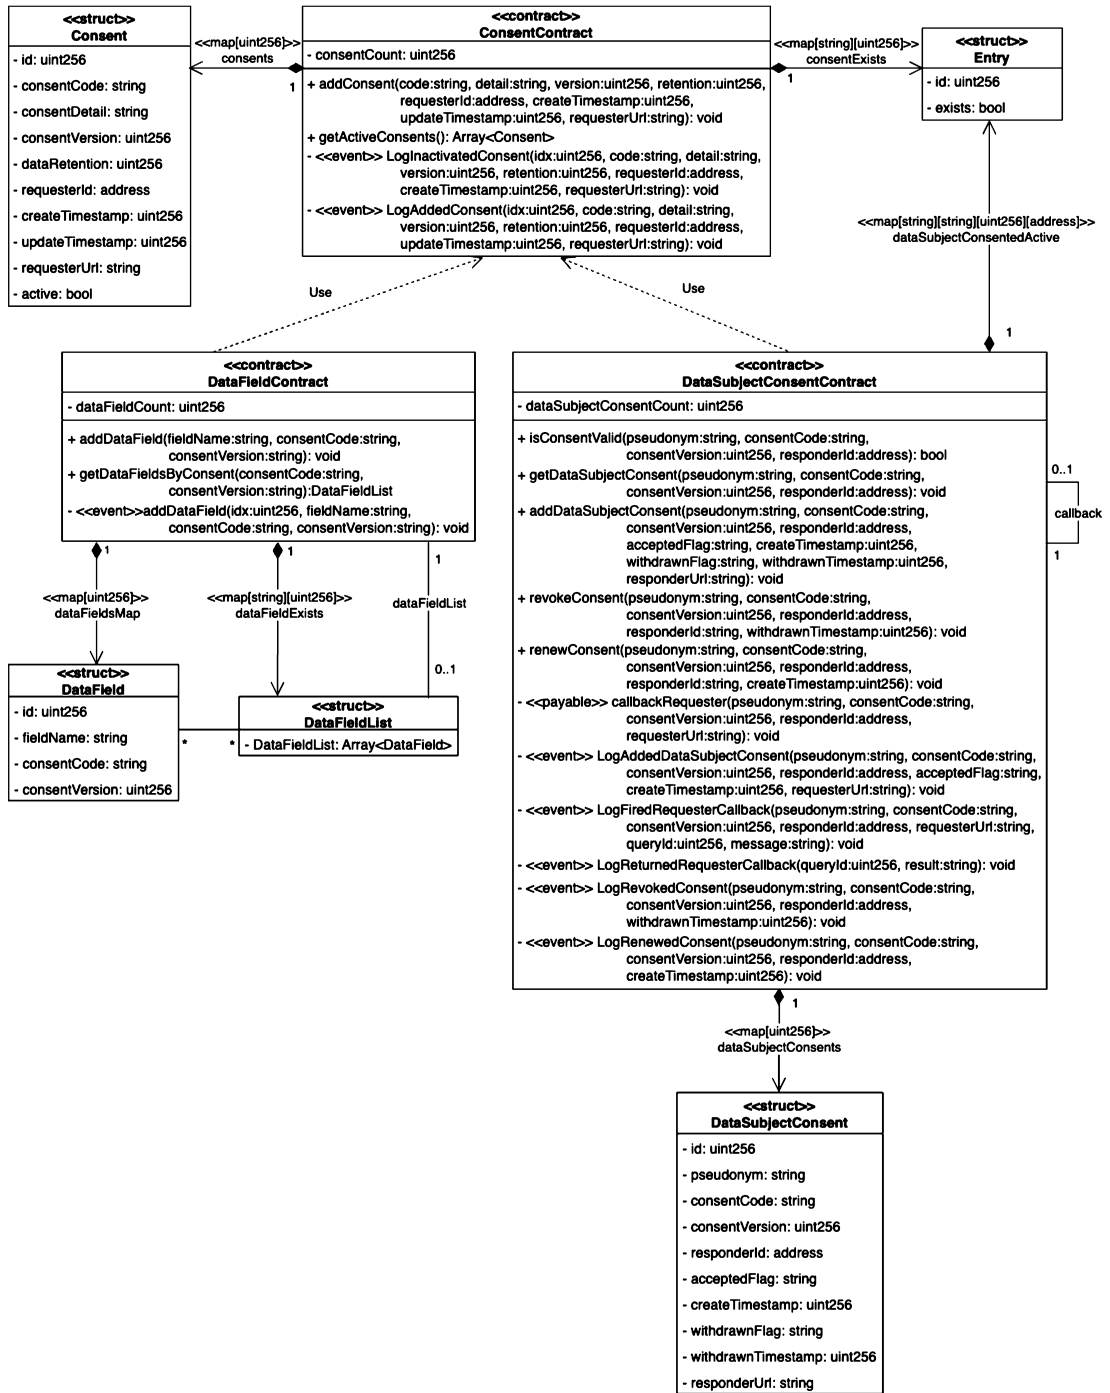 <<struct>>
Consent
- id: uint256
- consentCode: string
- consentDetail: string
- consentVersion: uint256
- dataRetention: uint256
- requesterId: address
- createTimestamp: uint256
- updateTimestamp: uint256
- requesterUrl: string
- active: bool
<<map[uint256]>>
consents
1
<<contract>>
ConsentContract
- consentCount: uint256
+ addConsent(code:string, detail:string, version:uint256, retention:uint256,
requesterId:address, createTimestamp:uint256,
updateTimestamp:uint256, requesterUrl:string): void
+ getActiveConsents(): Array<Consent>
- <<event>> LogInactivatedConsent(idx:uint256, code:string, detail:string,
version:uint256, retention:uint256, requesterId:address,
createTimestamp:uint256, requesterUrl:string): void
- <<event>> LogAddedConsent(idx:uint256, code:string, detail:string,
version:uint256, retention:uint256, requesterId:address,
updateTimestamp:uint256, requesterUrl:string): void
<<map[string][uint256]>>
consentExists
1
<<struct>>
Entry
- id: uint256
- exists: bool
<<map[string][string][uint256][address]>>
dataSubjectConsentedActive
1
Use
Use
<<contract>>
DataFieldContract
- dataFieldCount: uint256
+ addDataField(fieldName:string, consentCode:string,
consentVersion:string): void
+ getDataFieldsByConsent(consentCode:string,
consentVersion:string):DataFieldList
- <<event>>addDataField(idx:uint256, fieldName:string,
consentCode:string, consentVersion:string): void
1
1
1
<<map[uint256]>>
dataFieldsMap
<<map[string][uint256]>>
dataFieldExists
dataFieldList
0..1
<<struct>>
DataField
- id: uint256
- fieldName: string
- consentCode: string
- consentVersion: uint256
*
*
<<struct>>
DataFieldList
- DataFieldList: Array<DataField>
<<contract>>
DataSubjectConsentContract
- dataSubjectConsentCount: uint256
+ isConsentValid(pseudonym:string, consentCode:string,
consentVersion:uint256, responderId:address): bool
+ getDataSubjectConsent(pseudonym:string, consentCode:string,
consentVersion:uint256, responderId:address): void
+ addDataSubjectConsent(pseudonym:string, consentCode:string,
consentVersion:uint256, responderId:address,
acceptedFlag:string, createTimestamp:uint256,
withdrawnFlag:string, withdrawnTimestamp:uint256,
responderUrl:string): void
+ revokeConsent(pseudonym:string, consentCode:string,
consentVersion:uint256, responderId:address,
responderId:string, withdrawnTimestamp:uint256): void
+ renewConsent(pseudonym:string, consentCode:string,
consentVersion:uint256, responderId:address,
responderId:string, createTimestamp:uint256): void
- <<payable>> callbackRequester(pseudonym:string, consentCode:string,
consentVersion:uint256, responderId:address,
requesterUrl:string): void
- <<event>> LogAddedDataSubjectConsent(pseudonym:string, consentCode:string,
consentVersion:uint256, responderId:address, acceptedFlag:string,
createTimestamp:uint256, requesterUrl:string): void
- <<event>> LogFiredRequesterCallback(pseudonym:string, consentCode:string,
consentVersion:uint256, responderId:address, requesterUrl:string,
queryId:uint256, message:string): void
- <<event>> LogReturnedRequesterCallback(queryId:uint256, result:string): void
- <<event>> LogRevokedConsent(pseudonym:string, consentCode:string,
consentVersion:uint256, responderId:address,
withdrawnTimestamp:uint256): void
- <<event>> LogRenewedConsent(pseudonym:string, consentCode:string,
consentVersion:uint256, responderId:address,
createTimestamp:uint256): void
0..1
callback
1
1
<<map[uint256]>>
dataSubjectConsents
<<struct>>
DataSubjectConsent
- id: uint256
- pseudonym: string
- consentCode: string
- consentVersion: uint256
- responderId: address
- acceptedFlag: string
- createTimestamp: uint256
- withdrawnFlag: string
- withdrawnTimestamp: uint256
- responderUrl: string